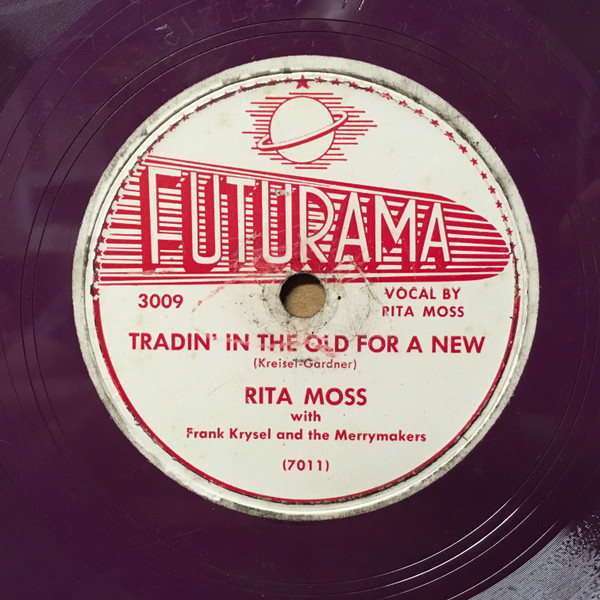 FUTURAMA
3009
VOCAL BY
RITA MOSS
TRADIN' IN THE OLD FOR A NEW
(Kreisel-Gardner)
RITA MOSS
with
Frank Krysel and the Merrymakers
(7011)